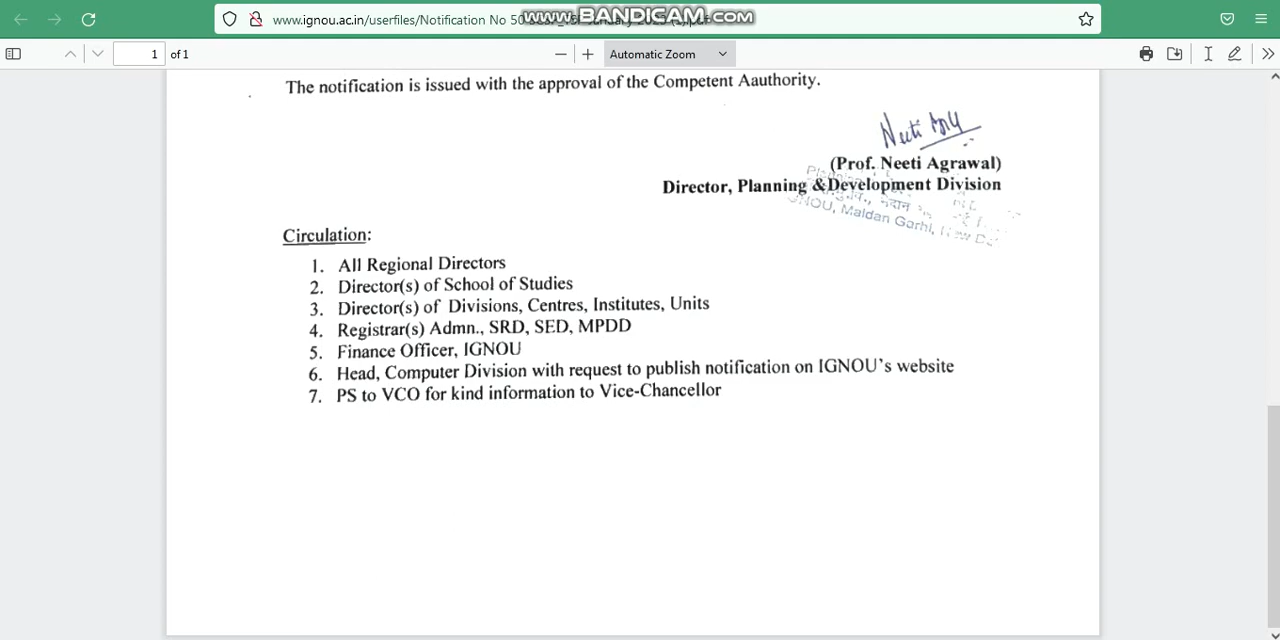 www.ignou.ac.in/userfiles/Notification No 50
www.BANDICAM.com
1 of 1
Automatic Zoom
The notification is issued with the approval of the Competent Aauthority.
Neeti
(Prof. Neeti Agrawal)
Director, Planning &Development Division
IGNOU, Maidan Garhi, New De
Circulation:
1. All Regional Directors
2. Director(s) of School of Studies
3. Director(s) of Divisions, Centres, Institutes, Units
4. Registrar(s) Admn., SRD, SED, MPDD
5. Finance Officer, IGNOU
6. Head, Computer Division with request to publish notification on IGNOU's website
7. PS to VCO for kind information to Vice-Chancellor